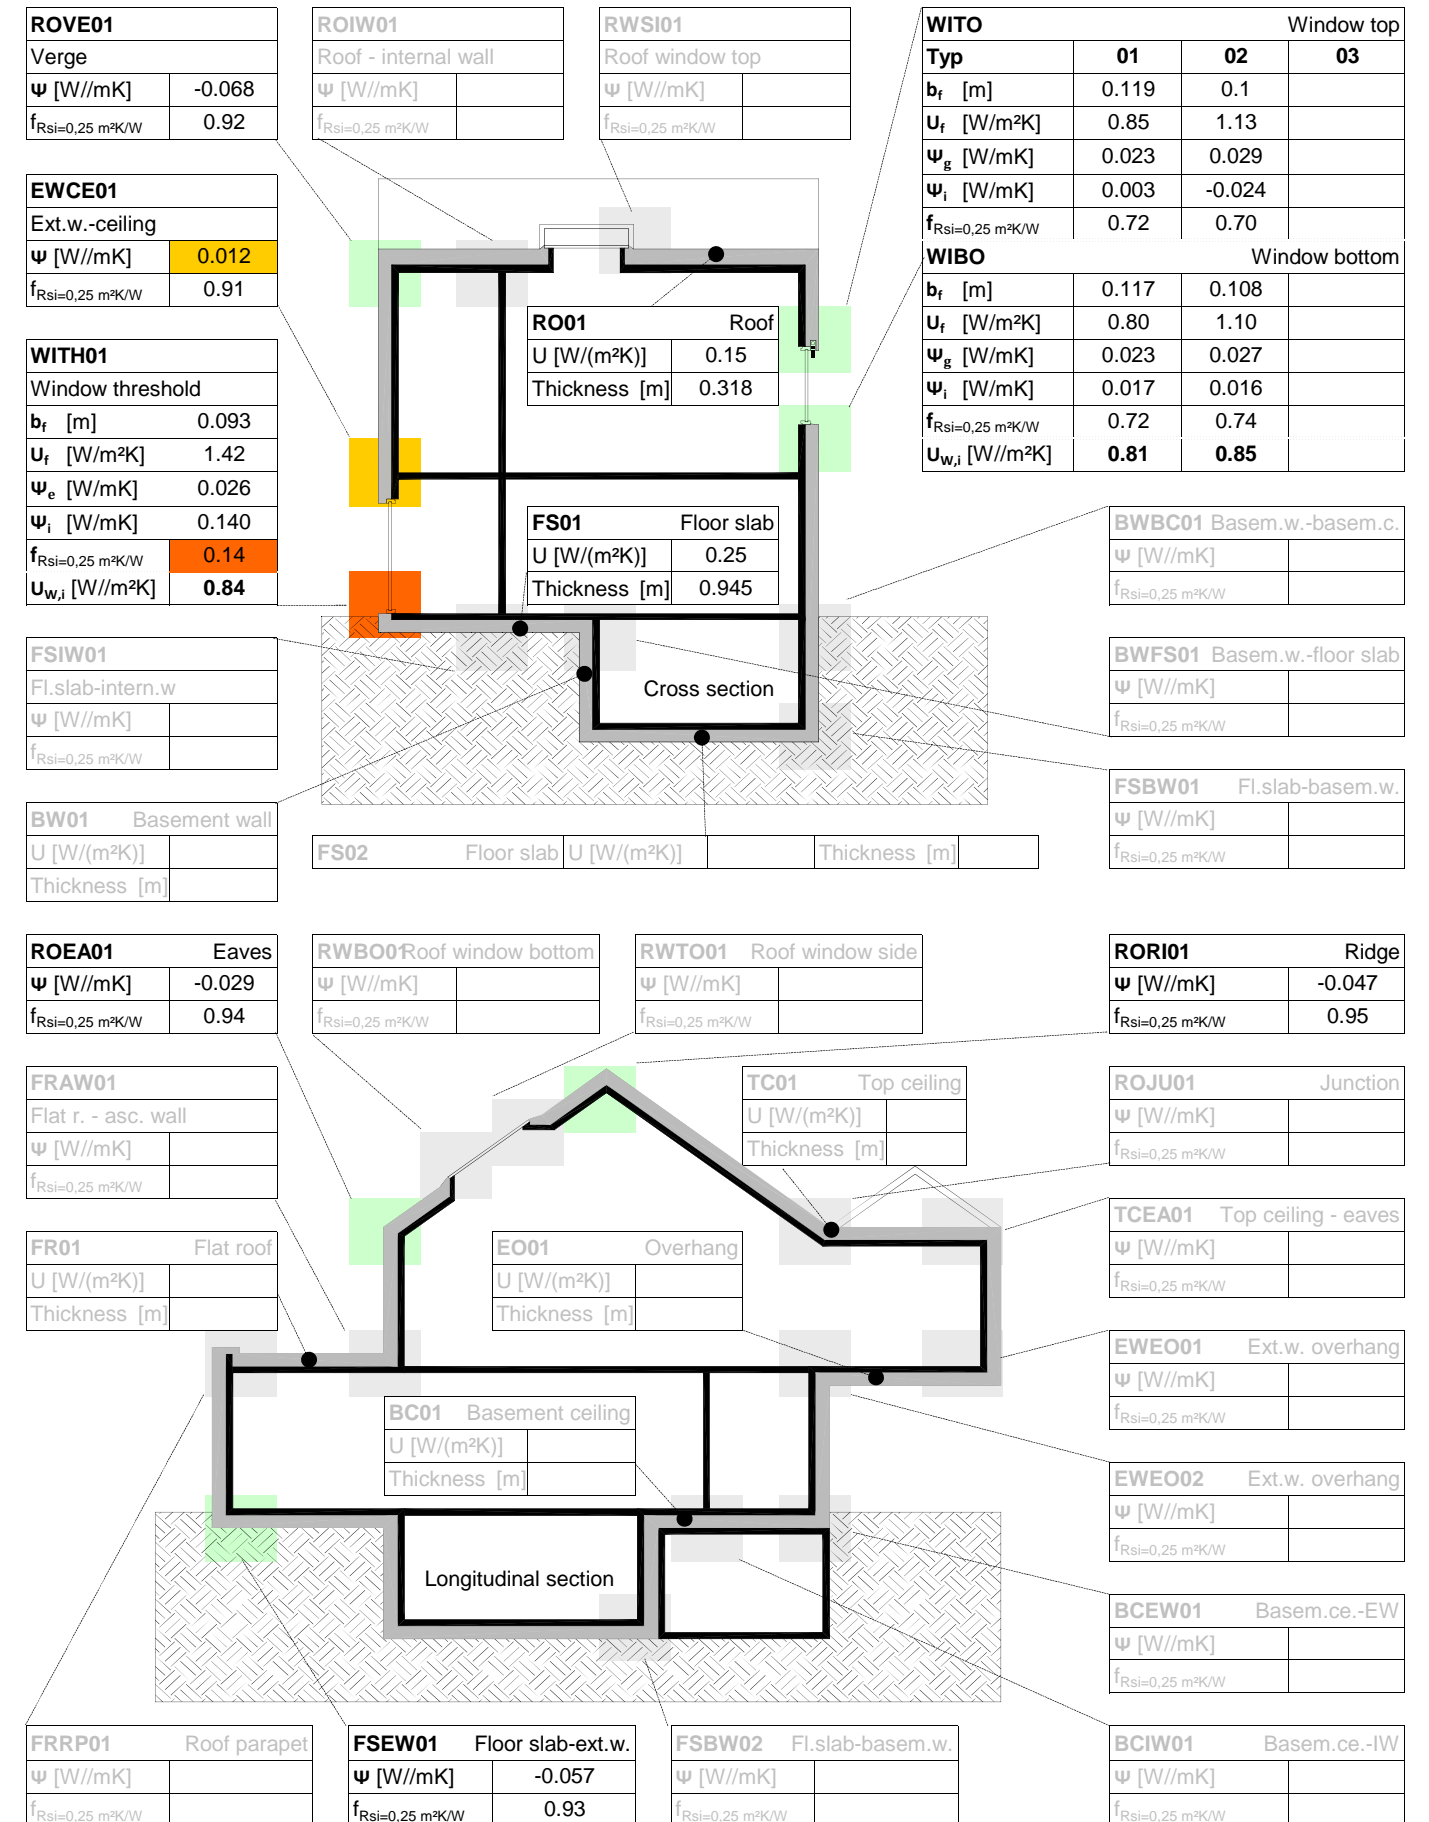 ROVE01
Verge
Ψ [W//mK] -0.068
fRsi=0,25 m²K/W 0.92
ROIW01
Roof - internal wall
Ψ [W//mK]
fRsi=0,25 m²K/W
RWSI01
Roof window top
Ψ [W//mK]
fRsi=0,25 m²K/W
WITO Window top
Typ 01 02 03
bf [m] 0.119 0.1
Uf [W/m²K] 0.85 1.13
Ψg [W/mK] 0.023 0.029
Ψi [W/mK] 0.003 -0.024
fRsi=0,25 m²K/W 0.72 0.70
WIBO Window bottom
bf [m] 0.117 0.108
Uf [W/m²K] 0.80 1.10
Ψg [W/mK] 0.023 0.027
Ψi [W/mK] 0.017 0.016
fRsi=0,25 m²K/W 0.72 0.74
UW,i [W//m²K] 0.81 0.85
EWCE01
Ext.w.-ceiling
Ψ [W//mK] 0.012
fRsi=0,25 m²K/W 0.91
RO01 Roof
U [W/(m²K)] 0.15
Thickness [m] 0.318
WITH01
Window threshold
bf [m] 0.093
Uf [W/m²K] 1.42
Ψe [W/mK] 0.026
Ψi [W/mK] 0.140
fRsi=0,25 m²K/W 0.14
UW,i [W//m²K] 0.84
FS01 Floor slab
U [W/(m²K)] 0.25
Thickness [m] 0.945
BWBC01 Basem.w.-basem.c.
Ψ [W//mK]
fRsi=0,25 m²K/W
FSIW01
Fl.slab-intern.w
Ψ [W//mK]
fRsi=0,25 m²K/W
Cross section
BWFS01 Basem.w.-floor slab
Ψ [W//mK]
fRsi=0,25 m²K/W
FSBW01 Fl.slab-basem.w.
Ψ [W//mK]
fRsi=0,25 m²K/W
BW01 Basement wall
U [W/(m²K)]
Thickness [m]
FS02 Floor slab U [W/(m²K)] Thickness [m]
ROEA01 Eaves
Ψ [W//mK] -0.029
fRsi=0,25 m²K/W 0.94
RWBO01 Roof window bottom
Ψ [W//mK]
fRsi=0,25 m²K/W
RWTO01 Roof window side
Ψ [W//mK]
fRsi=0,25 m²K/W
RORI01 Ridge
Ψ [W//mK] -0.047
fRsi=0,25 m²K/W 0.95
FRAW01
Flat r. - asc. wall
Ψ [W//mK]
fRsi=0,25 m²K/W
TC01 Top ceiling
U [W/(m²K)]
Thickness [m]
ROJU01 Junction
Ψ [W//mK]
fRsi=0,25 m²K/W
TCEA01 Top ceiling - eaves
Ψ [W//mK]
fRsi=0,25 m²K/W
FR01 Flat roof
U [W/(m²K)]
Thickness [m]
EO01 Overhang
U [W/(m²K)]
Thickness [m]
EWEO01 Ext.w. overhang
Ψ [W//mK]
fRsi=0,25 m²K/W
BC01 Basement ceiling
U [W/(m²K)]
Thickness [m]
EWEO02 Ext.w. overhang
Ψ [W//mK]
fRsi=0,25 m²K/W
Longitudinal section
BCEW01 Basem.ce.-EW
Ψ [W//mK]
fRsi=0,25 m²K/W
FRRP01 Roof parapet
Ψ [W//mK]
fRsi=0,25 m²K/W
FSEW01 Floor slab-ext.w.
Ψ [W//mK] -0.057
fRsi=0,25 m²K/W 0.93
FSBW02 Fl.slab-basem.w.
Ψ [W//mK]
fRsi=0,25 m²K/W
BCIW01 Basem.ce.-IW
Ψ [W//mK]
fRsi=0,25 m²K/W